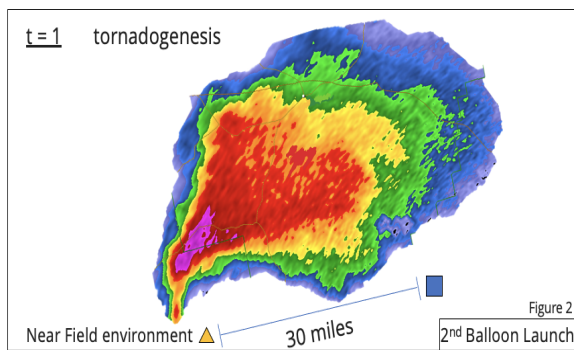 t = 1 tornadogenesis
Near Field environment
30 miles
Figure 2
2nd Balloon Launch